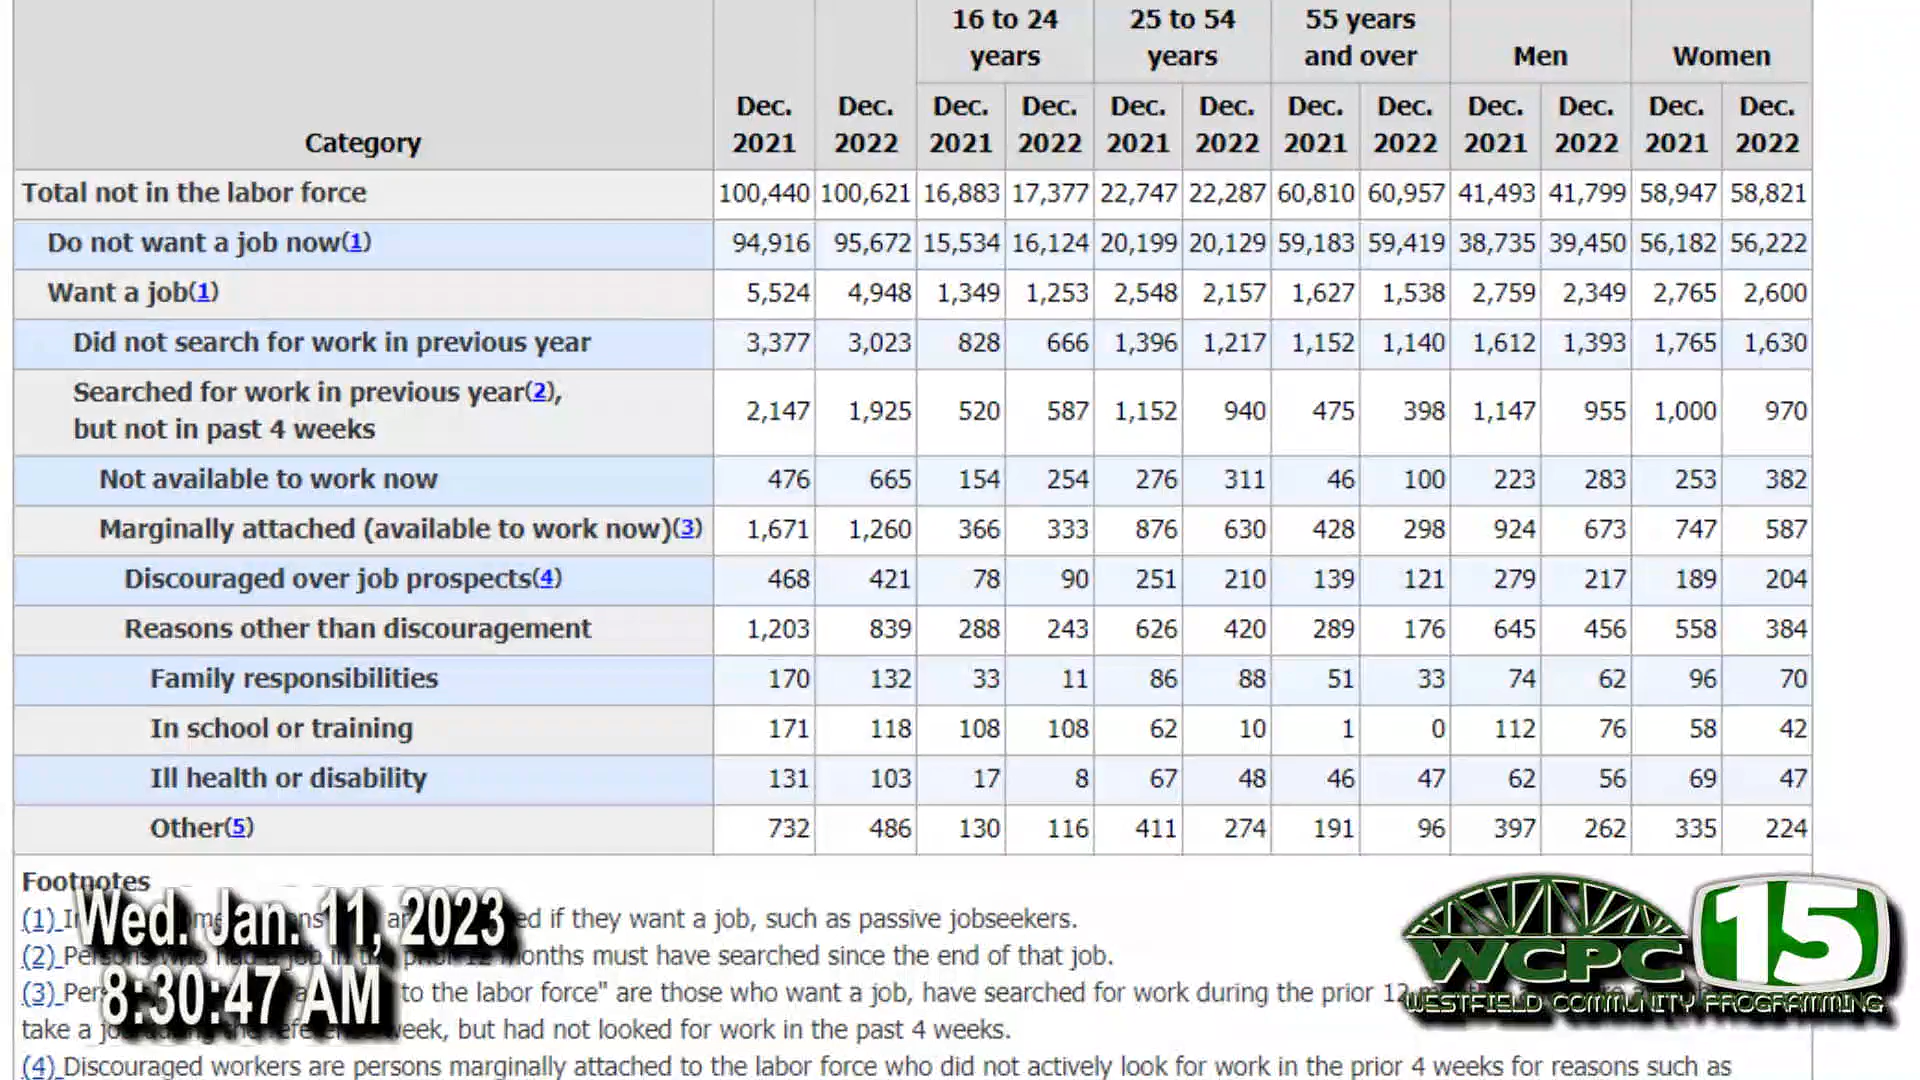 16 to 24 years 25 to 54 years 55 years and over Men Women
Category Dec. 2021 Dec. 2022 Dec. 2021 Dec. 2022 Dec. 2021 Dec. 2022 Dec. 2021 Dec. 2022 Dec. 2021 Dec. 2022 Dec. 2021 Dec. 2022
Total not in the labor force 100,440 100,621 16,883 17,377 22,747 22,287 60,810 60,957 41,493 41,799 58,947 58,821
Do not want a job now(1) 94,916 95,672 15,534 16,124 20,199 20,129 59,183 59,419 38,735 39,450 56,182 56,222
Want a job(1) 5,524 4,948 1,349 1,253 2,548 2,157 1,627 1,538 2,759 2,349 2,765 2,600
Did not search for work in previous year 3,377 3,023 828 666 1,396 1,217 1,152 1,140 1,612 1,393 1,765 1,630
Searched for work in previous year(2),
but not in past 4 weeks 2,147 1,925 520 587 1,152 940 475 398 1,147 955 1,000 970
Not available to work now 476 665 154 254 276 311 46 100 223 283 253 382
Marginally attached (available to work now)(3) 1,671 1,260 366 333 876 630 428 298 924 673 747 587
Discouraged over job prospects(4) 468 421 78 90 251 210 139 121 279 217 189 204
Reasons other than discouragement 1,203 839 288 243 626 420 289 176 645 456 558 384
Family responsibilities 170 132 33 11 86 88 51 33 74 62 96 70
In school or training 171 118 108 108 62 10 1 0 112 76 58 42
Ill health or disability 131 103 17 8 67 48 46 47 62 56 69 47
Other(5) 732 486 130 116 411 274 191 96 397 262 335 224
Footnotes
(1) if they want a job, such as passive jobseekers.
(2) Persons who had a job in the prior 12 months must have searched since the end of that job.
(3) to the labor force" are those who want a job, have searched for work during the prior 12
take a week, but had not looked for work in the past 4 weeks.
(4) Discouraged workers are persons marginally attached to the labor force who did not actively look for work in the prior 4 weeks for reasons such as
Wed. Jan. 11, 2023
8:30:47 AM
WCPC 15
WESTFIELD COMMUNITY PROGRAMMING